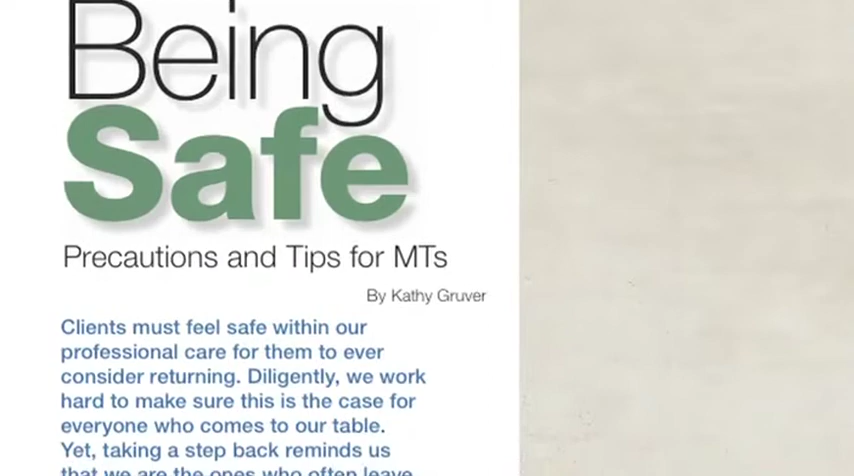 Being
Safe
Precautions and Tips for MTs
By Kathy Gruver
Clients must feel safe within our
professional care for them to ever
consider returning. Diligently, we work
hard to make sure this is the case for
everyone who comes to our table.
Yet, taking a step back reminds us
that we are the ones who often leave